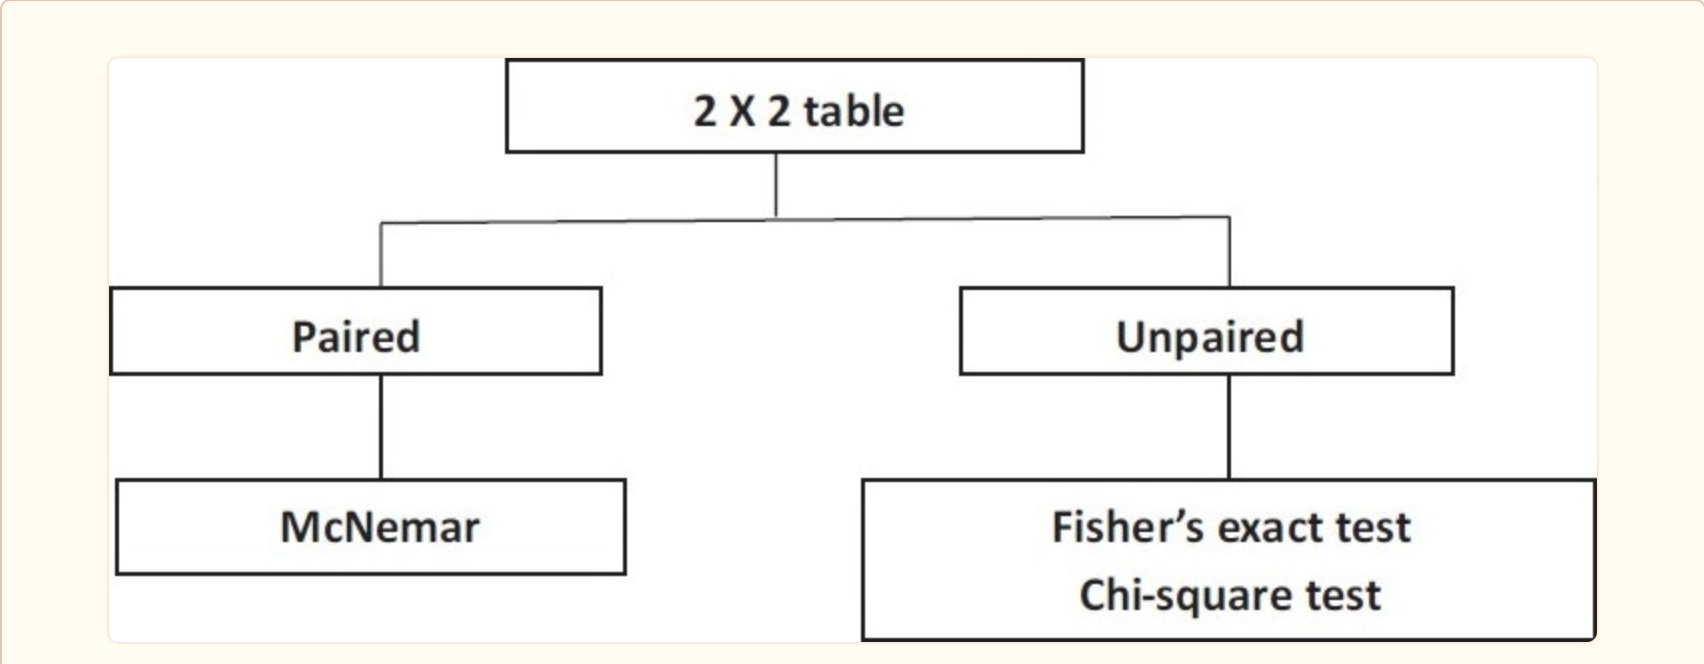 2 X 2 table
Paired
Unpaired
McNemar
Fisher’s exact test
Chi-square test